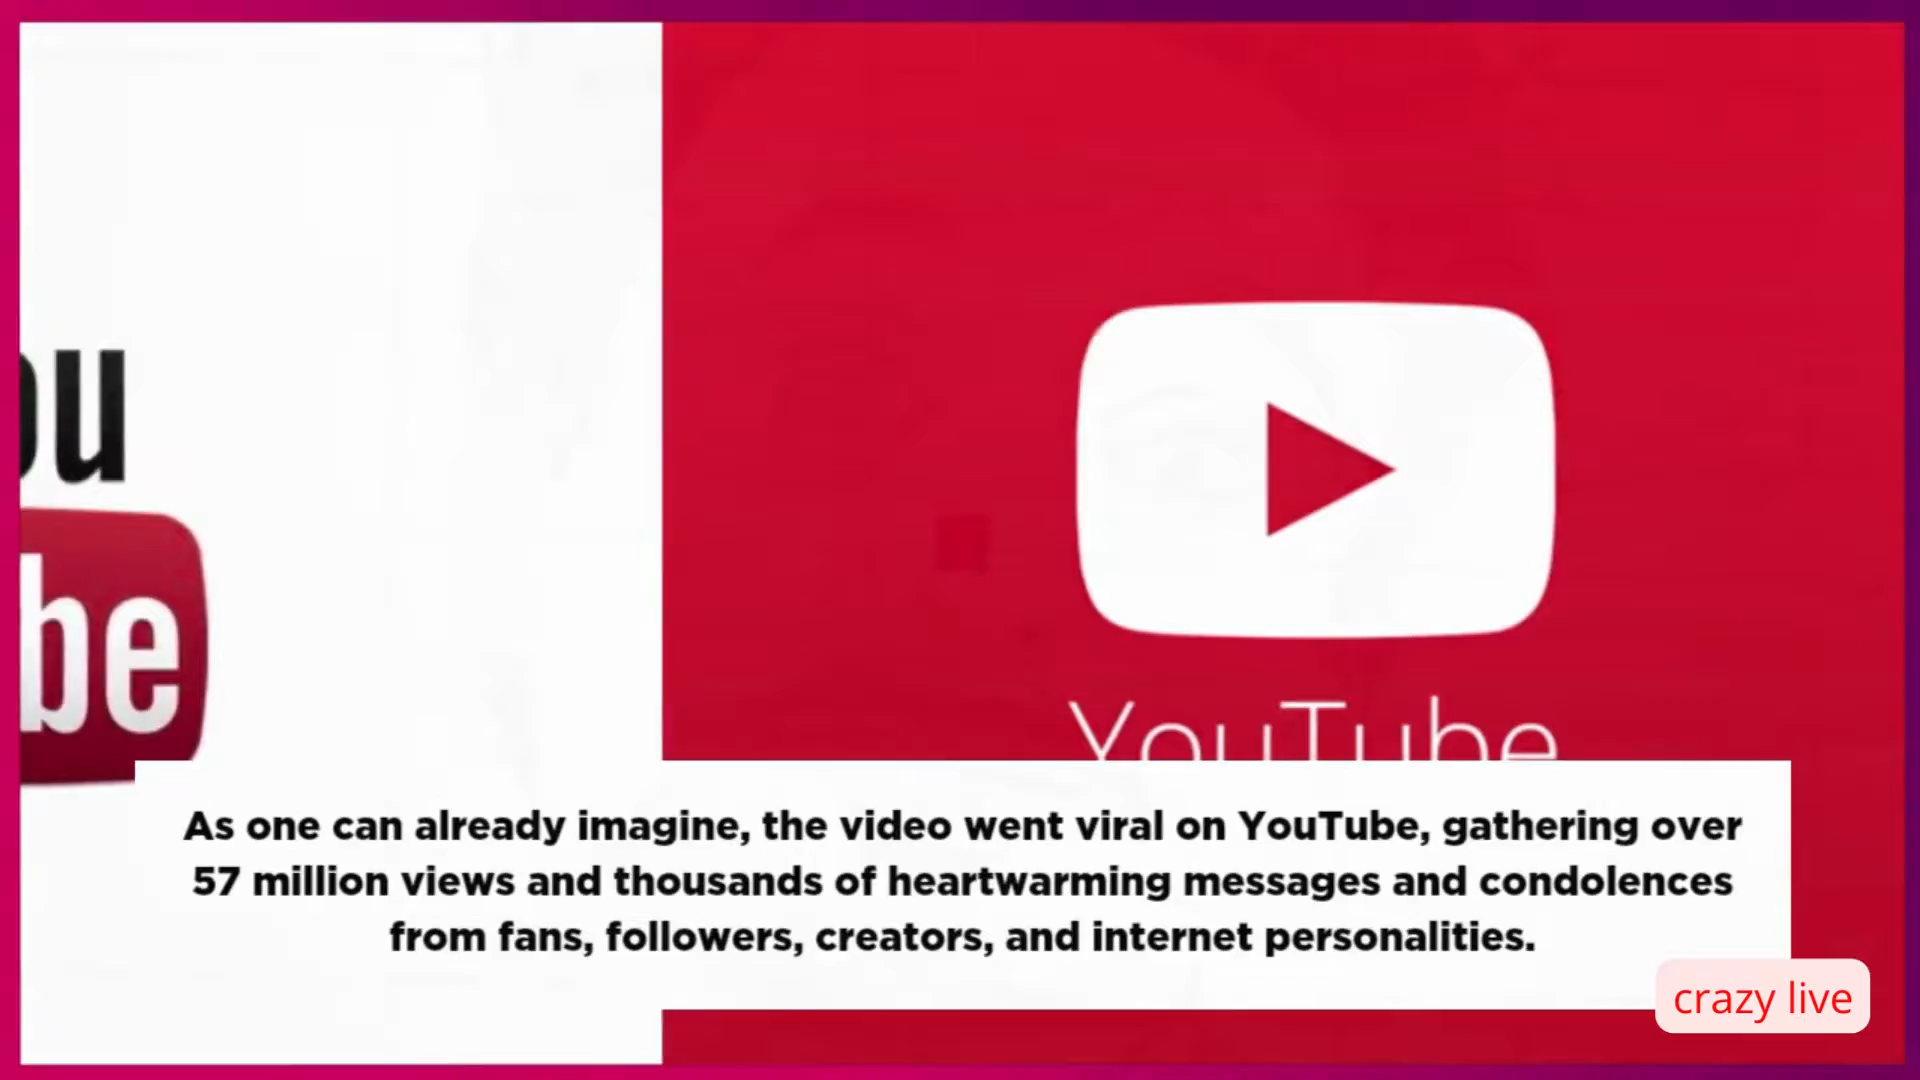 ou
be
YouTube
As one can already imagine, the video went viral on YouTube, gathering over
57 million views and thousands of heartwarming messages and condolences
from fans, followers, creators, and internet personalities.
crazy live